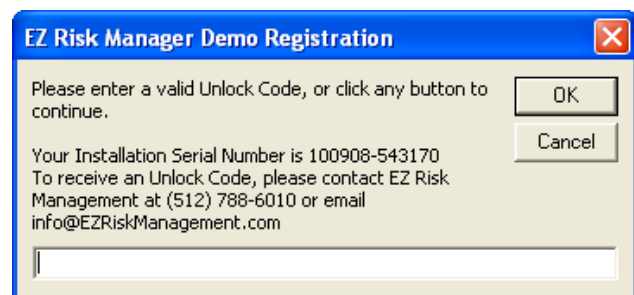 EZ Risk Manager Demo Registration
Please enter a valid Unlock Code, or click any button to
continue.
OK
Cancel
Your Installation Serial Number is 100908-543170
To receive an Unlock Code, please contact EZ Risk
Management at (512) 788-6010 or email
info@EZRiskManagement.com